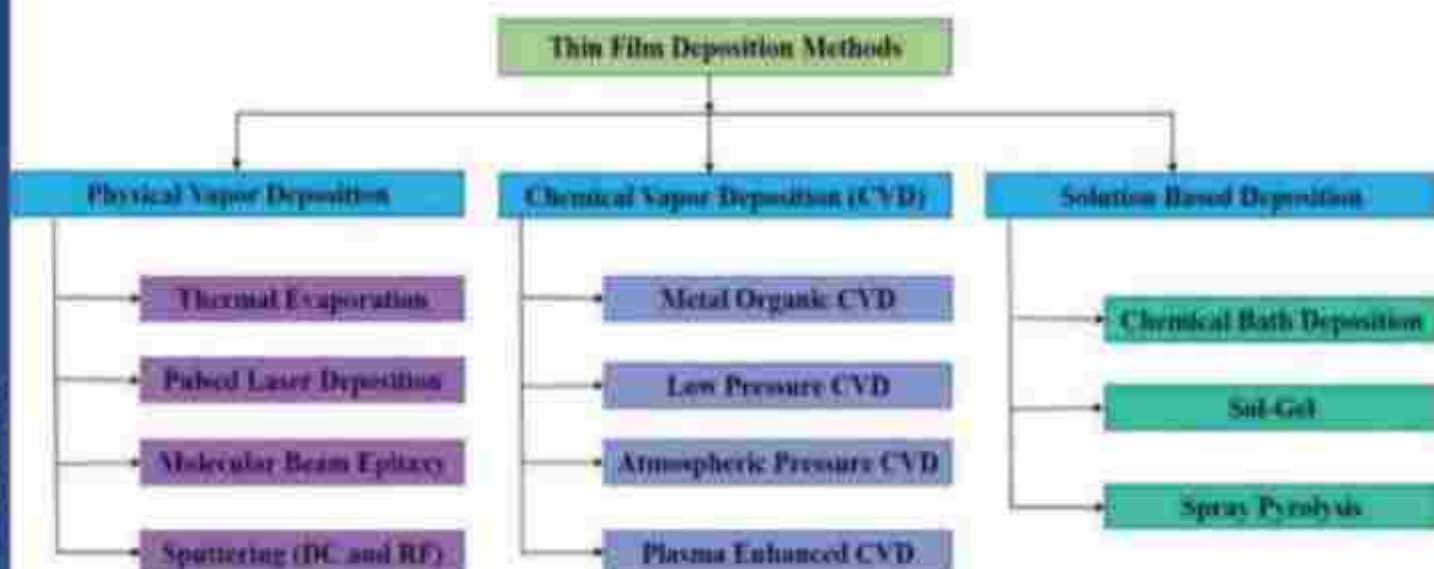 Thin Film Deposition Methods
Physical Vapor Deposition
Chemical Vapor Deposition (CVD)
Solution Based Deposition
Thermal Evaporation
Pulsed Laser Deposition
Molecular Beam Epitaxy
Sputtering (DC and RF)
Metal Organic CVD
Low Pressure CVD
Atmospheric Pressure CVD
Plasma Enhanced CVD
Chemical Bath Deposition
Sol-Gel
Spray Pyrolysis